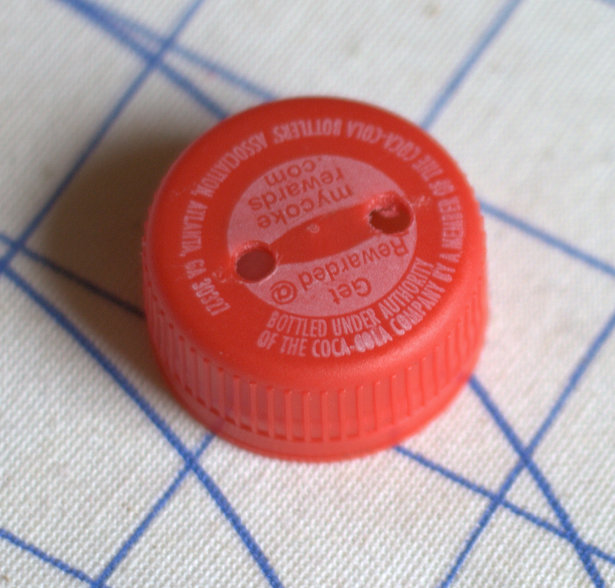 Get
Rewarded @
mycoke
rewards
.com
BOTTLED UNDER AUTHORITY
OF THE COCA-COLA COMPANY BY A MEMBER OF THE COCA-COLA BOTTLERS' ASSOCIATION, ATLANTA, GA 30327